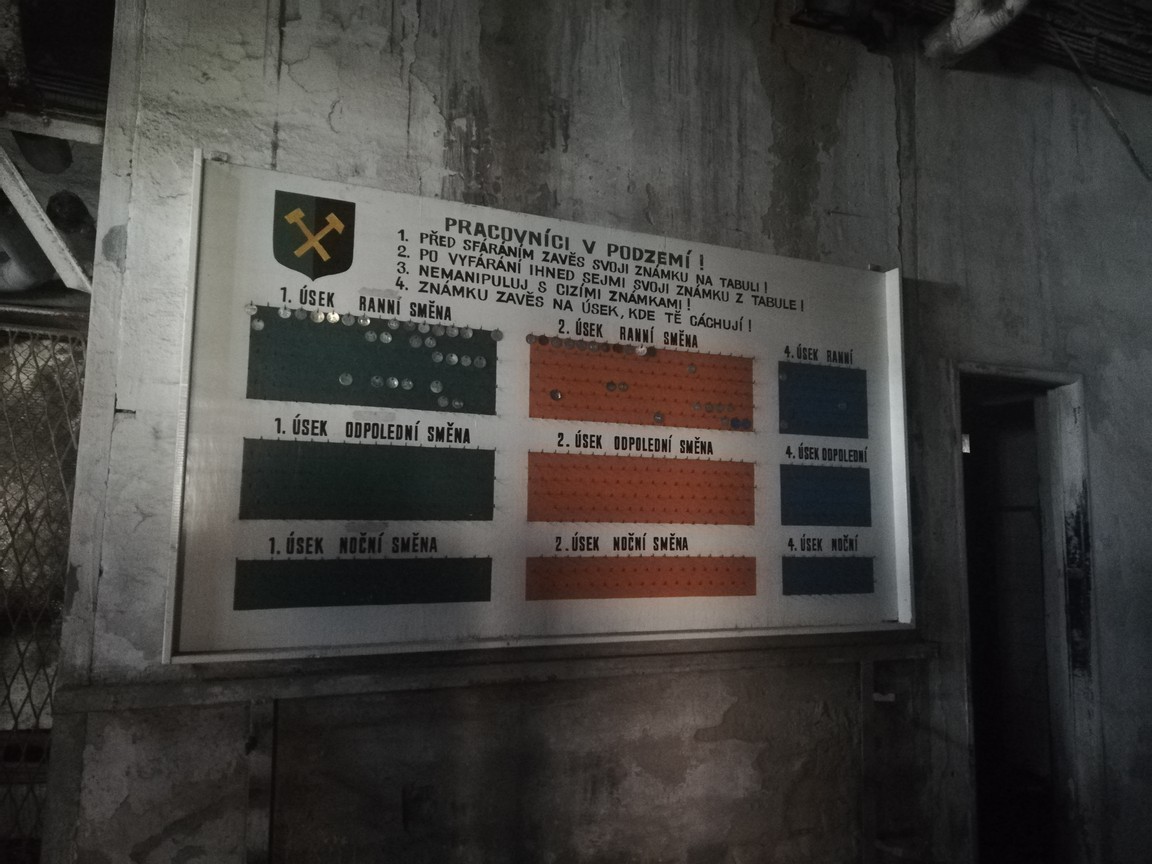 PRACOVNÍCI V PODZEMÍ !
1. PŘED SFÁRÁNÍM ZAVĚS SVOJI ZNÁMKU NA TABULI !
2. PO VYFÁRÁNÍ IHNED SEJMI SVOJI ZNÁMKU Z TABULE !
3. NEMANIPULUJ S CIZÍMI ZNÁMKAMI !
4. ZNÁMKU ZAVĚS NA ÚSEK, KDE TĚ GÁCHUJÍ !
1. ÚSEK RANNÍ SMĚNA
2. ÚSEK RANNÍ SMĚNA
4. ÚSEK RANNÍ
1. ÚSEK ODPOLEDNÍ SMĚNA
2. ÚSEK ODPOLEDNÍ SMĚNA
4. ÚSEK ODPOLEDNÍ
1. ÚSEK NOČNÍ SMĚNA
2. ÚSEK NOČNÍ SMĚNA
4. ÚSEK NOČNÍ